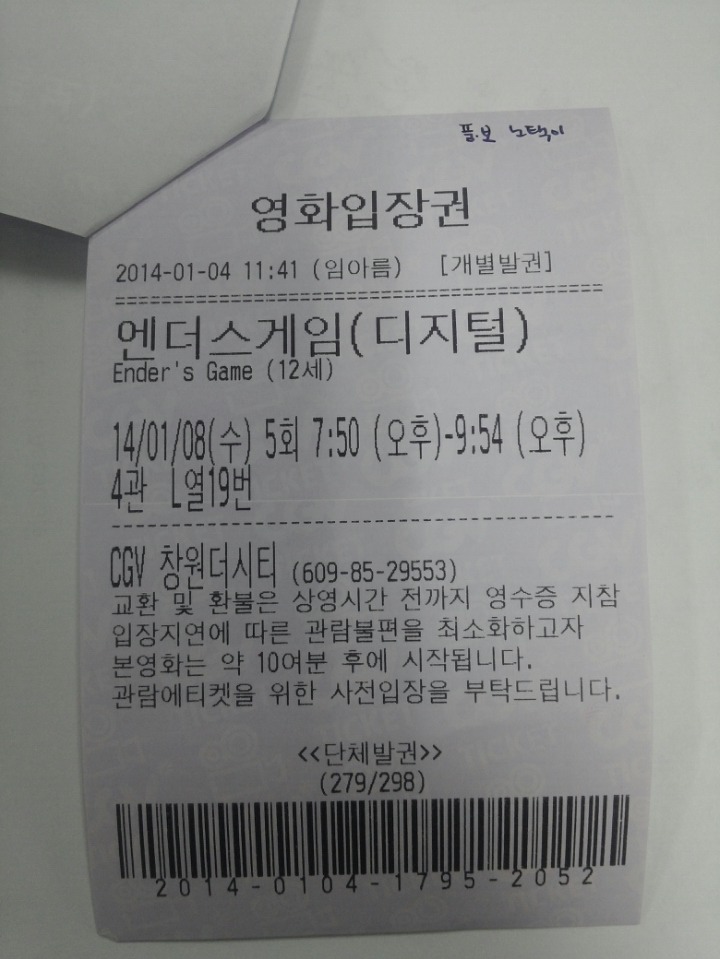 영화입장권
2014-01-04 11:41 (임아름) [개별발권]
엔더스게임(디지털)
Ender's Game (12세)
14/01/08(수) 5회 7:50 (오후)-9:54 (오후)
4관 L열19번
CGV 창원더시티 (609-85-29553)
교환 및 환불은 상영시간 전까지 영수증 지참
입장지연에 따른 관람불편을 최소화하고자
본영화는 약 10여분 후에 시작됩니다.
관람에티켓을 위한 사전입장을 부탁드립니다.
<<단체발권>>
(279/298)
2014-0104-1795-2052